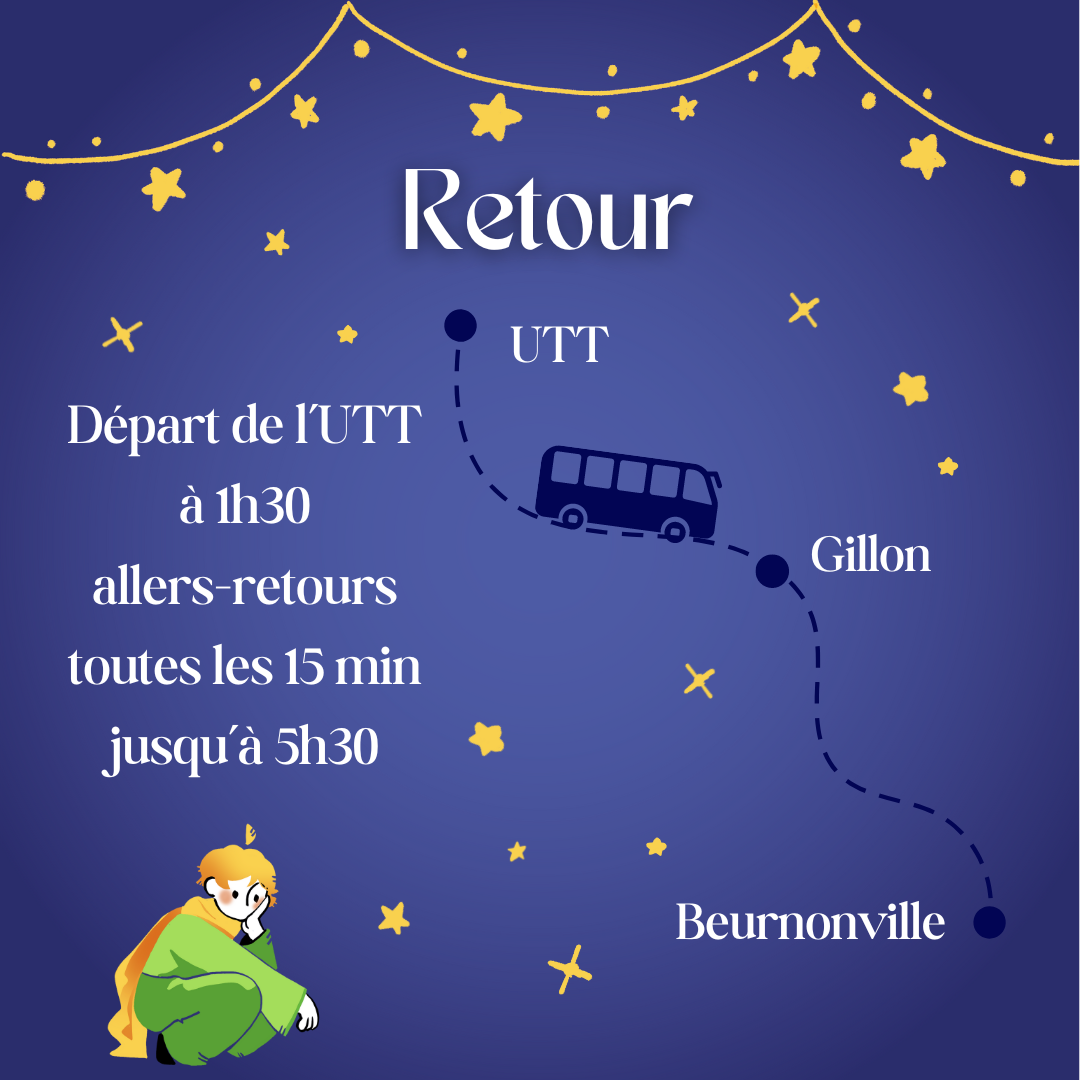 Retour
UTT
Départ de l'UTT
à 1h30
allers-retours
toutes les 15 min
jusqu'à 5h30
Gillon
Beurnonville